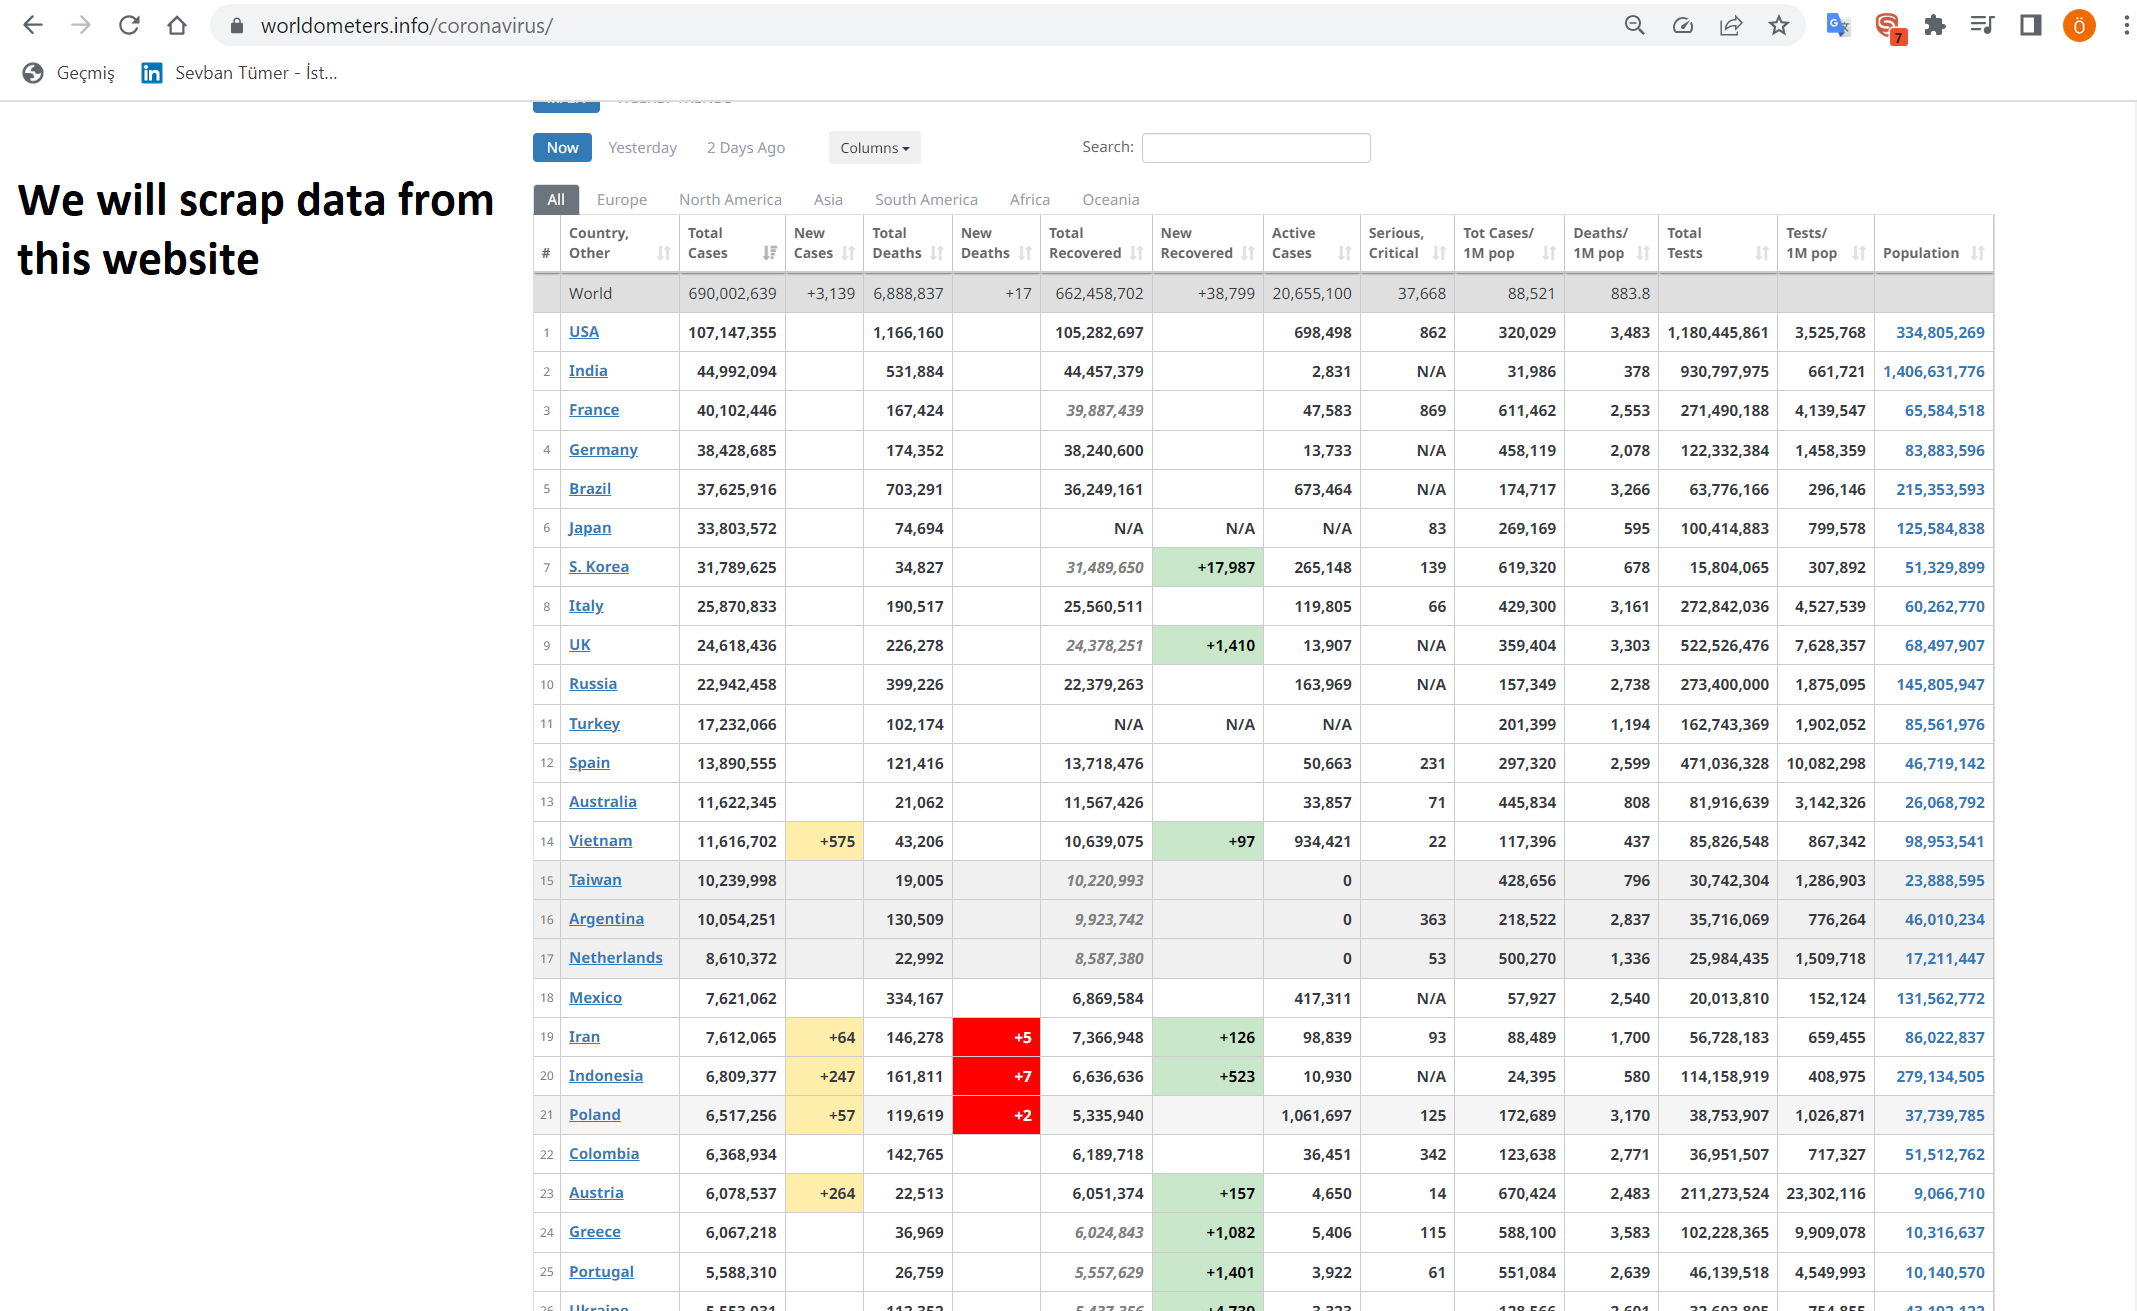 worldometers.info/coronavirus/
7
Ö
Geçmiş
in
Sevban Tümer - İst...
We will scrap data from
this website
Now Yesterday 2 Days Ago Columns Search:
All Europe North America Asia South America Africa Oceania
# Country, Other Total Cases New Cases Total Deaths New Deaths Total Recovered New Recovered Active Cases Serious, Critical Tot Cases/ 1M pop Deaths/ 1M pop Total Tests Tests/ 1M pop Population
World 690,002,639 +3,139 6,888,837 +17 662,458,702 +38,799 20,655,100 37,668 88,521 883.8
1 USA 107,147,355 1,166,160 105,282,697 698,498 862 320,029 3,483 1,180,445,861 3,525,768 334,805,269
2 India 44,992,094 531,884 44,457,379 2,831 N/A 31,986 378 930,797,975 661,721 1,406,631,776
3 France 40,102,446 167,424 39,887,439 47,583 869 611,462 2,553 271,490,188 4,139,547 65,584,518
4 Germany 38,428,685 174,352 38,240,600 13,733 N/A 458,119 2,078 122,332,384 1,458,359 83,883,596
5 Brazil 37,625,916 703,291 36,249,161 673,464 N/A 174,717 3,266 63,776,166 296,146 215,353,593
6 Japan 33,803,572 74,694 N/A N/A N/A 83 269,169 595 100,414,883 799,578 125,584,838
7 S. Korea 31,789,625 34,827 31,489,650 +17,987 265,148 139 619,320 678 15,804,065 307,892 51,329,899
8 Italy 25,870,833 190,517 25,560,511 119,805 66 429,300 3,161 272,842,036 4,527,539 60,262,770
9 UK 24,618,436 226,278 24,378,251 +1,410 13,907 N/A 359,404 3,303 522,526,476 7,628,357 68,497,907
10 Russia 22,942,458 399,226 22,379,263 163,969 N/A 157,349 2,738 273,400,000 1,875,095 145,805,947
11 Turkey 17,232,066 102,174 N/A N/A N/A 201,399 1,194 162,743,369 1,902,052 85,561,976
12 Spain 13,890,555 121,416 13,718,476 50,663 231 297,320 2,599 471,036,328 10,082,298 46,719,142
13 Australia 11,622,345 21,062 11,567,426 33,857 71 445,834 808 81,916,639 3,142,326 26,068,792
14 Vietnam 11,616,702 +575 43,206 10,639,075 +97 934,421 22 117,396 437 85,826,548 867,342 98,953,541
15 Taiwan 10,239,998 19,005 10,220,993 0 428,656 796 30,742,304 1,286,903 23,888,595
16 Argentina 10,054,251 130,509 9,923,742 0 363 218,522 2,837 35,716,069 776,264 46,010,234
17 Netherlands 8,610,372 22,992 8,587,380 0 53 500,270 1,336 25,984,435 1,509,718 17,211,447
18 Mexico 7,621,062 334,167 6,869,584 417,311 N/A 57,927 2,540 20,013,810 152,124 131,562,772
19 Iran 7,612,065 +64 146,278 +5 7,366,948 +126 98,839 93 88,489 1,700 56,728,183 659,455 86,022,837
20 Indonesia 6,809,377 +247 161,811 +7 6,636,636 +523 10,930 N/A 24,395 580 114,158,919 408,975 279,134,505
21 Poland 6,517,256 +57 119,619 +2 5,335,940 1,061,697 125 172,689 3,170 38,753,907 1,026,871 37,739,785
22 Colombia 6,368,934 142,765 6,189,718 36,451 342 123,638 2,771 36,951,507 717,327 51,512,762
23 Austria 6,078,537 +264 22,513 6,051,374 +157 4,650 14 670,424 2,483 211,273,524 23,302,116 9,066,710
24 Greece 6,067,218 36,969 6,024,843 +1,082 5,406 115 588,100 3,583 102,228,365 9,909,078 10,316,637
25 Portugal 5,588,310 26,759 5,557,629 +1,401 3,922 61 551,084 2,639 46,139,518 4,549,993 10,140,570